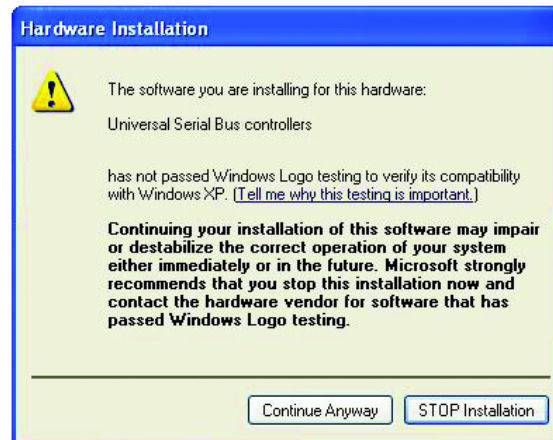 Hardware Installation
The software you are installing for this hardware:
Universal Serial Bus controllers
has not passed Windows Logo testing to verify its compatibility
with Windows XP. (Tell me why this testing is important.)
Continuing your installation of this software may impair
or destabilize the correct operation of your system
either immediately or in the future. Microsoft strongly
recommends that you stop this installation now and
contact the hardware vendor for software that has
passed Windows Logo testing.
Continue Anyway STOP Installation